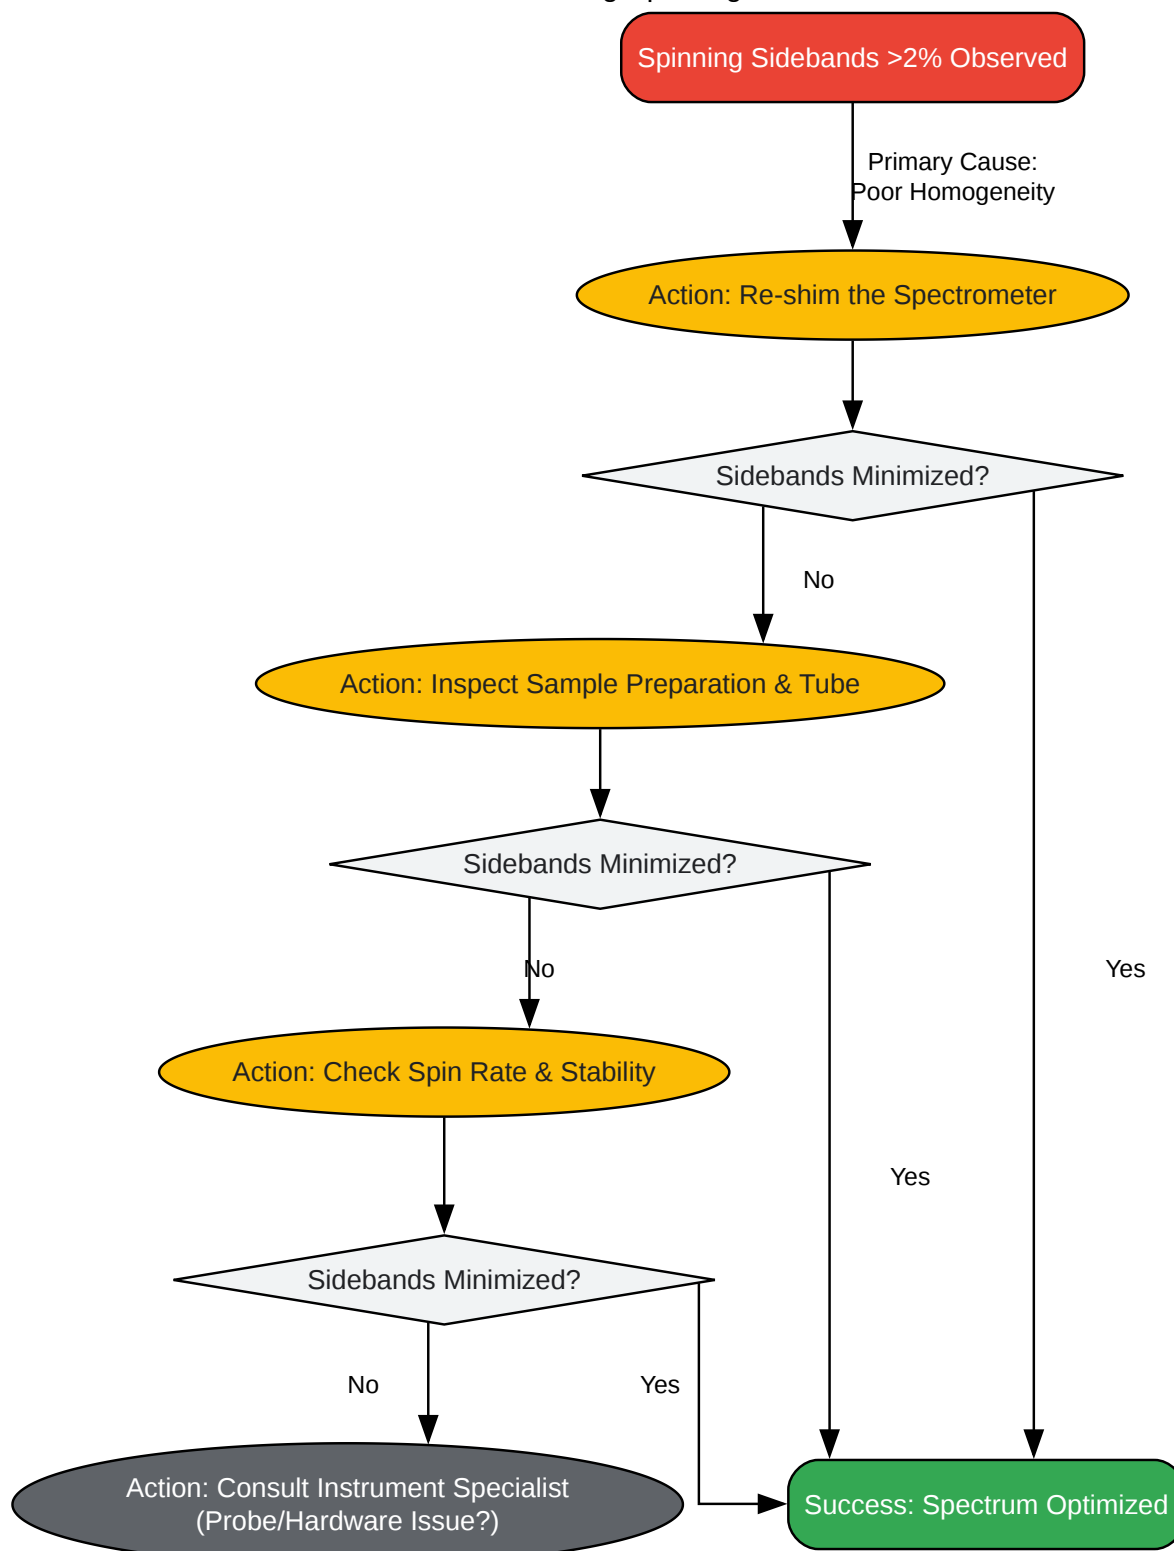 Spinning Sidebands >2% Observed
Primary Cause:
Poor Homogeneity
Action: Re-shim the Spectrometer
Sidebands Minimized?
No
Action: Inspect Sample Preparation & Tube
Sidebands Minimized?
No
Yes
Action: Check Spin Rate & Stability
Yes
Sidebands Minimized?
No
Yes
Action: Consult Instrument Specialist
(Probe/Hardware Issue?)
Success: Spectrum Optimized